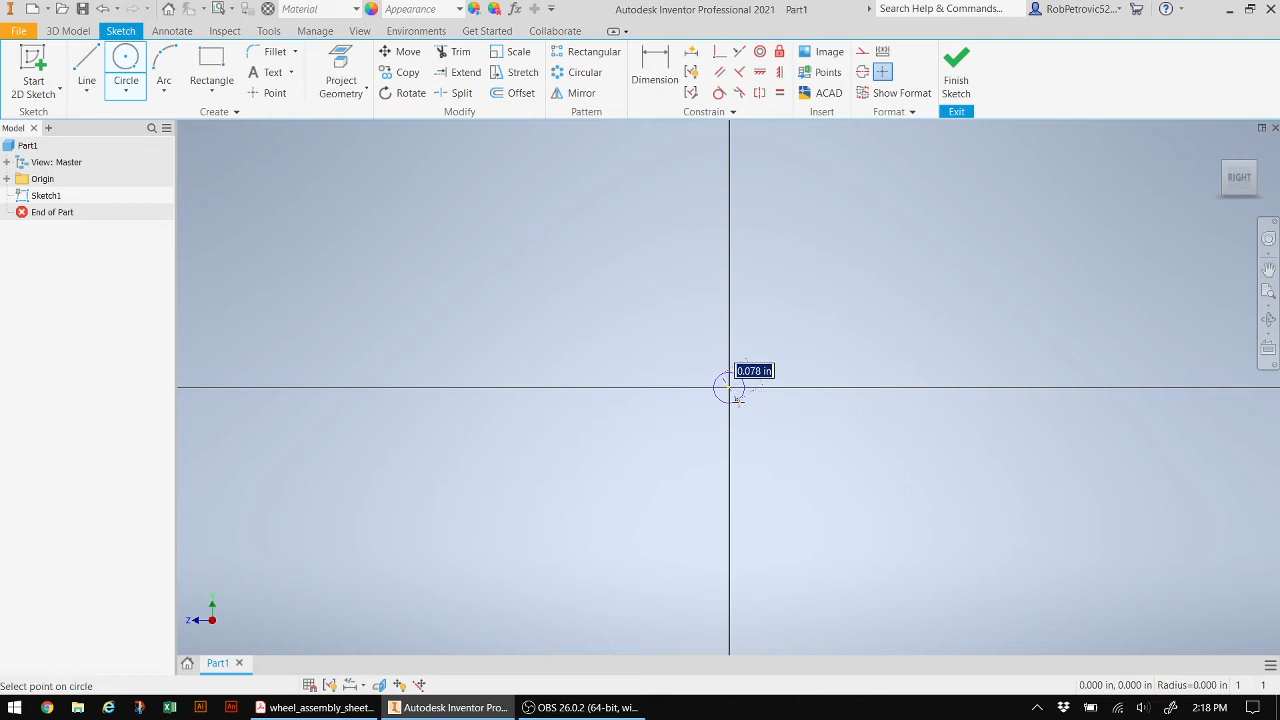 Material
Appearance
Autodesk Inventor Professional 2021 Part1
Search Help & Commands...
RobPetrovic52...
File
3D Model
Sketch
Annotate
Inspect
Tools
Manage
View
Environments
Get Started
Collaborate
Start
2D Sketch
Line
Circle
Arc
Rectangle
Fillet
Text
Point
Project
Geometry
Move
Copy
Rotate
Trim
Extend
Split
Scale
Stretch
Offset
Rectangular
Circular
Mirror
Dimension
Image
Points
ACAD
Show Format
Finish
Sketch
Sketch
Create
Modify
Pattern
Constrain
Insert
Format
Exit
Model
Part1
View: Master
Origin
Sketch1
End of Part
RIGHT
0.078 in
Z
Part1
Select point on circle
0.000 in, 0.000 in
Radius=0.000 in
1
1
wheel_assembly_sheet...
Autodesk Inventor Pro...
OBS 26.0.2 (64-bit, wi...
2:18 PM